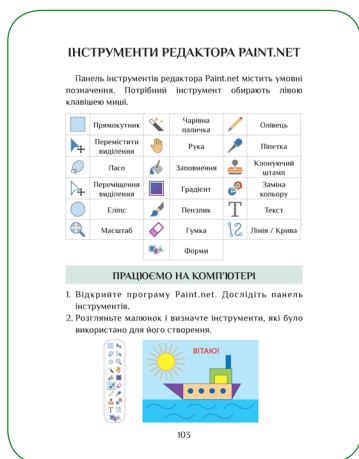 ІНСТРУМЕНТИ РЕДАКТОРА PAINT.NET
Панель інструментів редактора Paint.net містить умовні
позначення. Потрібний інструмент обирають лівою
клавішею миші.
Прямокутник
Чарівна
паличка
Олівець
Перемістити
виділення
Рука
Піпетка
Ласо
Заповнення
Клонуючий
штамп
Переміщення
виділення
Градієнт
Заміна
кольору
Еліпс
Пензлик
Текст
Масштаб
Гумка
Лінія / Крива
Форми
ПРАЦЮЄМО НА КОМП'ЮТЕРІ
1. Відкрийте програму Paint.net. Дослідіть панель
інструментів.
2. Розгляньте малюнок і визначте інструменти, які було
використано для його створення.
ВІТАЮ!
103